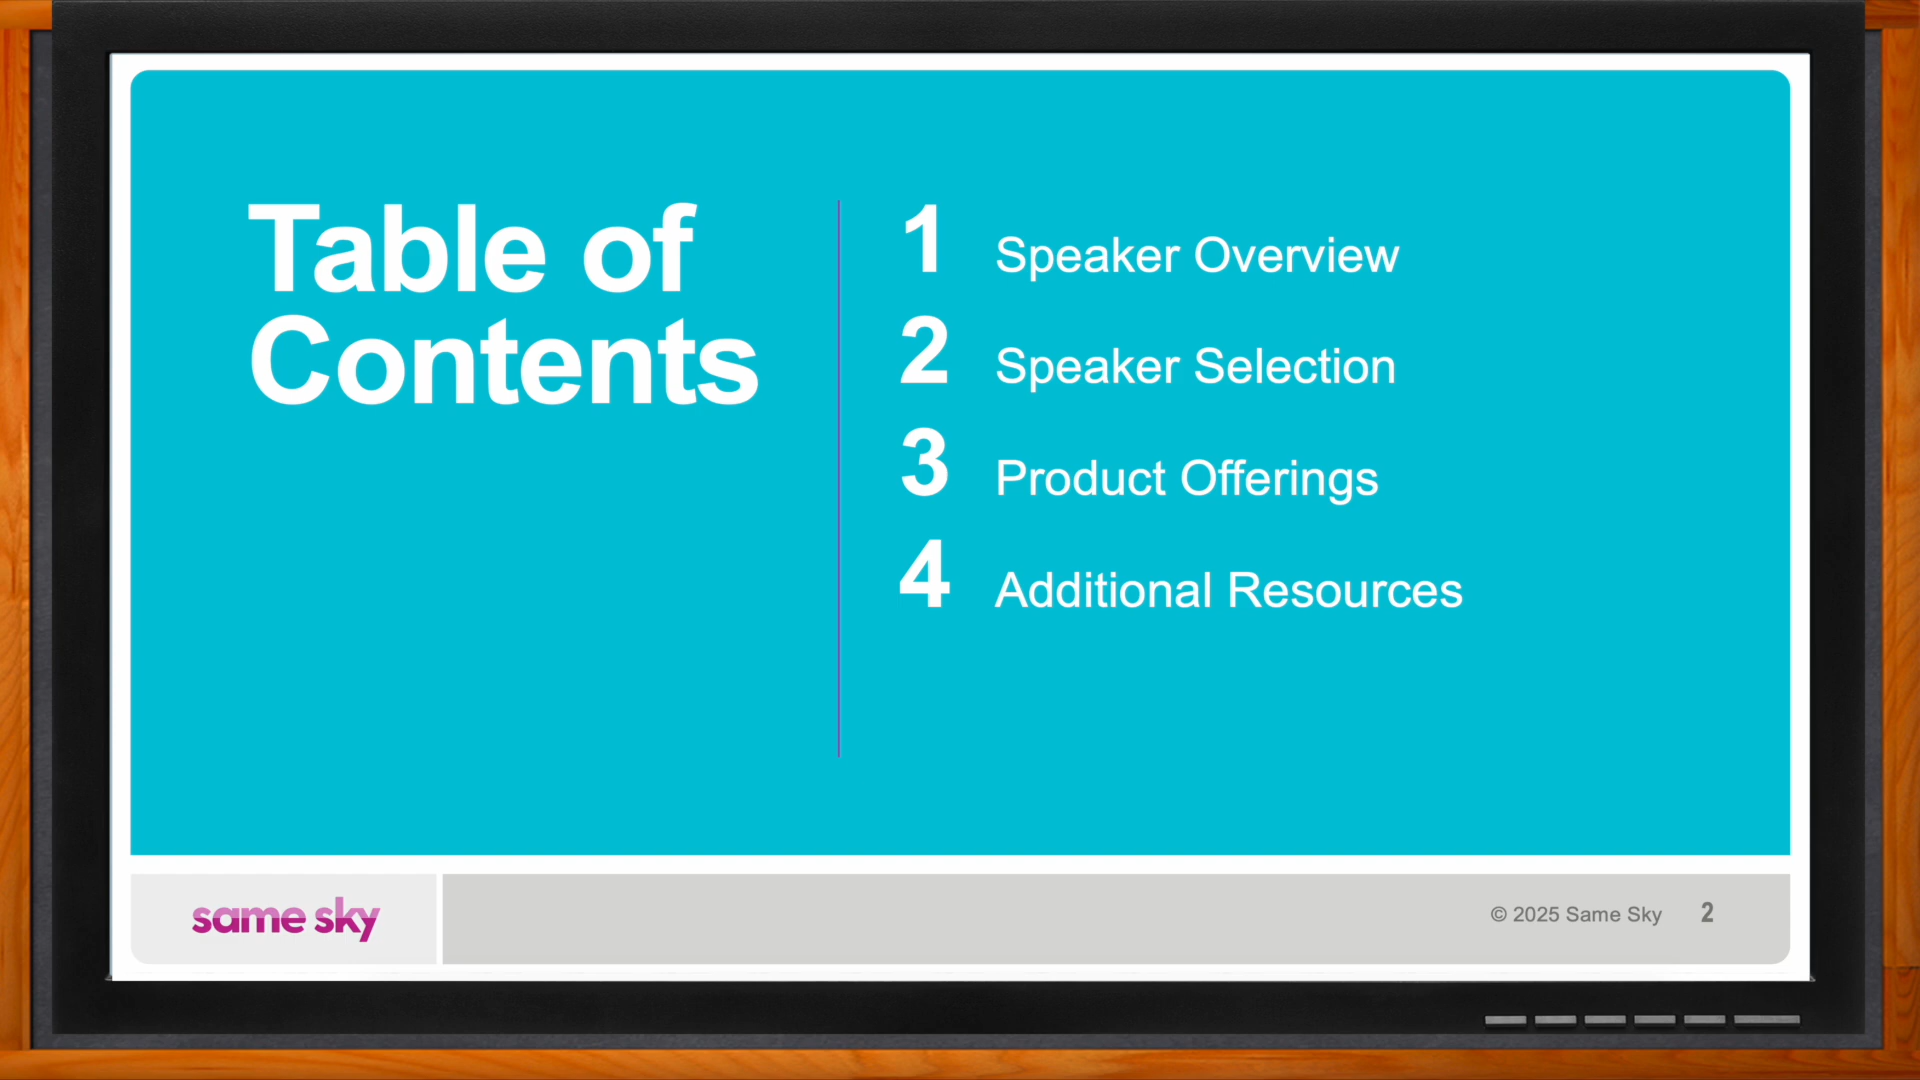 Table of
Contents
1 Speaker Overview
2 Speaker Selection
3 Product Offerings
4 Additional Resources
same sky
© 2025 Same Sky 2